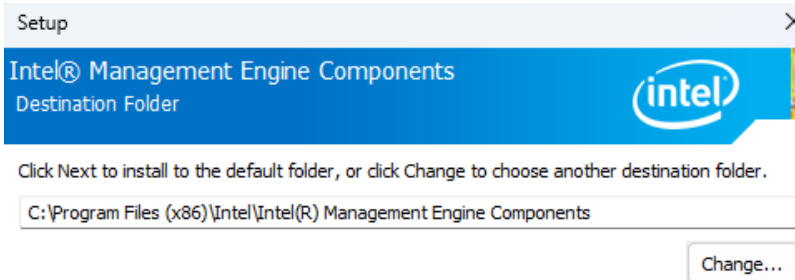 Setup
Intel® Management Engine Components
Destination Folder
intel
Click Next to install to the default folder, or click Change to choose another destination folder.
C:\Program Files (x86)\Intel\Intel(R) Management Engine Components
Change...